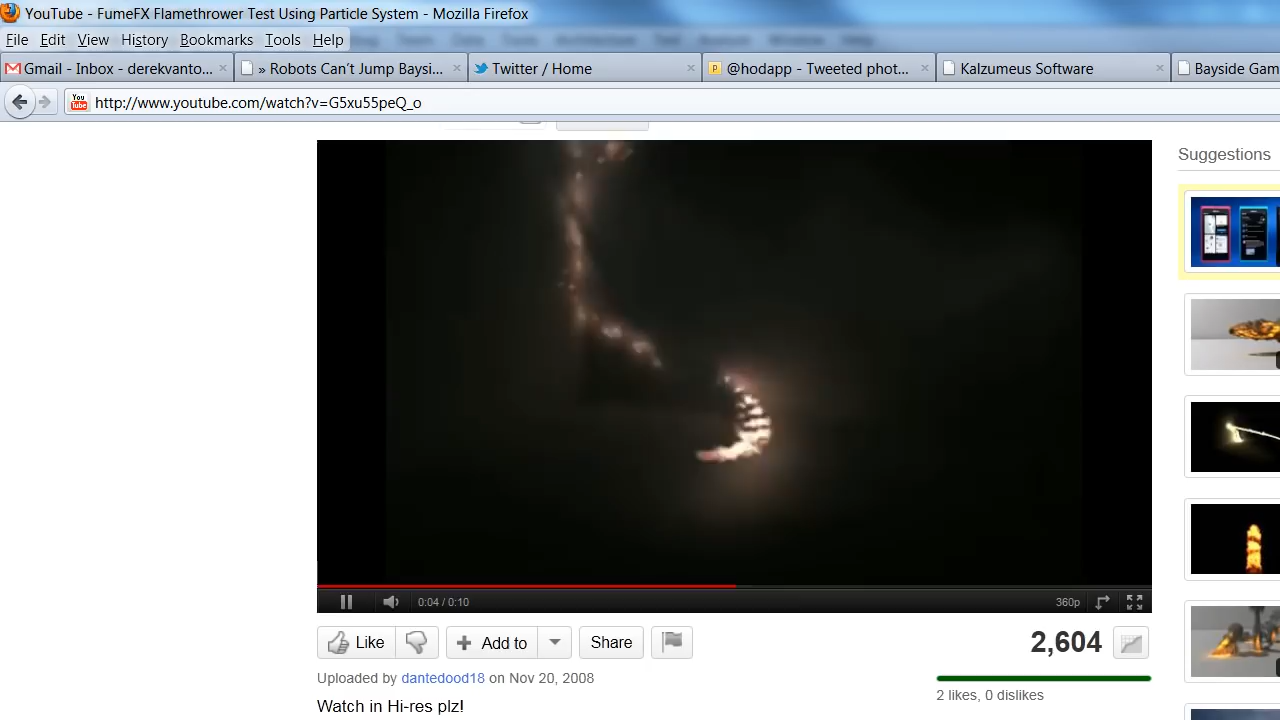 YouTube - FumeFX Flamethrower Test Using Particle System - Mozilla Firefox
File Edit View History Bookmarks Tools Help
Gmail - Inbox - derekvanto... » Robots Can't Jump Baysi... Twitter / Home @hodapp - Tweeted phot... Kalzumeus Software Bayside Gam
You Tube http://www.youtube.com/watch?v=G5xu55peQ_o
Suggestions
0:04 / 0:10 360p
Like Add to Share 2,604
Uploaded by dantedood18 on Nov 20, 2008
2 likes, 0 dislikes
Watch in Hi-res plz!